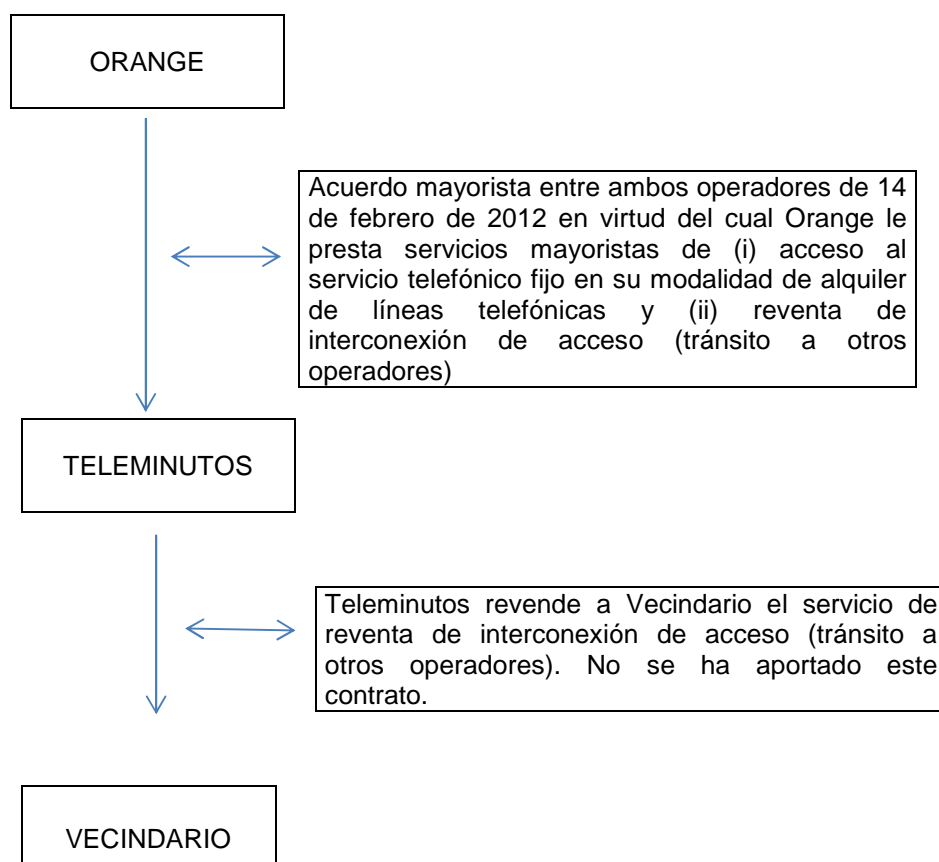 ORANGE
Acuerdo mayorista entre ambos operadores de 14
de febrero de 2012 en virtud del cual Orange le
presta servicios mayoristas de (i) acceso al
servicio telefónico fijo en su modalidad de alquiler
de líneas telefónicas y (ii) reventa de
interconexión de acceso (tránsito a otros
operadores)
TELEMINUTOS
Teleminutos revende a Vecindario el servicio de
reventa de interconexión de acceso (tránsito a
otros operadores). No se ha aportado este
contrato.
VECINDARIO